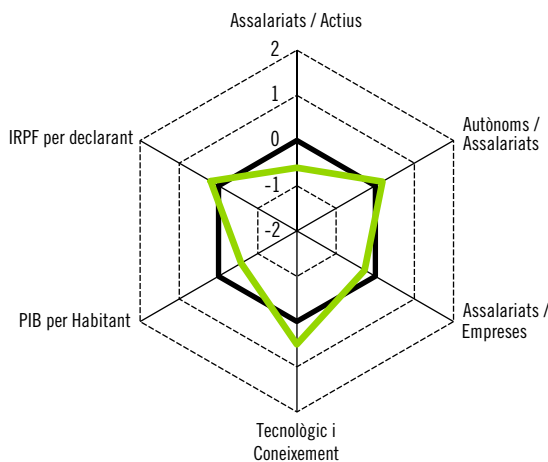 Assalariats / Actius
2
1
0
-1
-2
Autònoms /
Assalariats
Assalariats /
Empreses
Tecnològic i
Coneixement
PIB per Habitant
IRPF per declarant